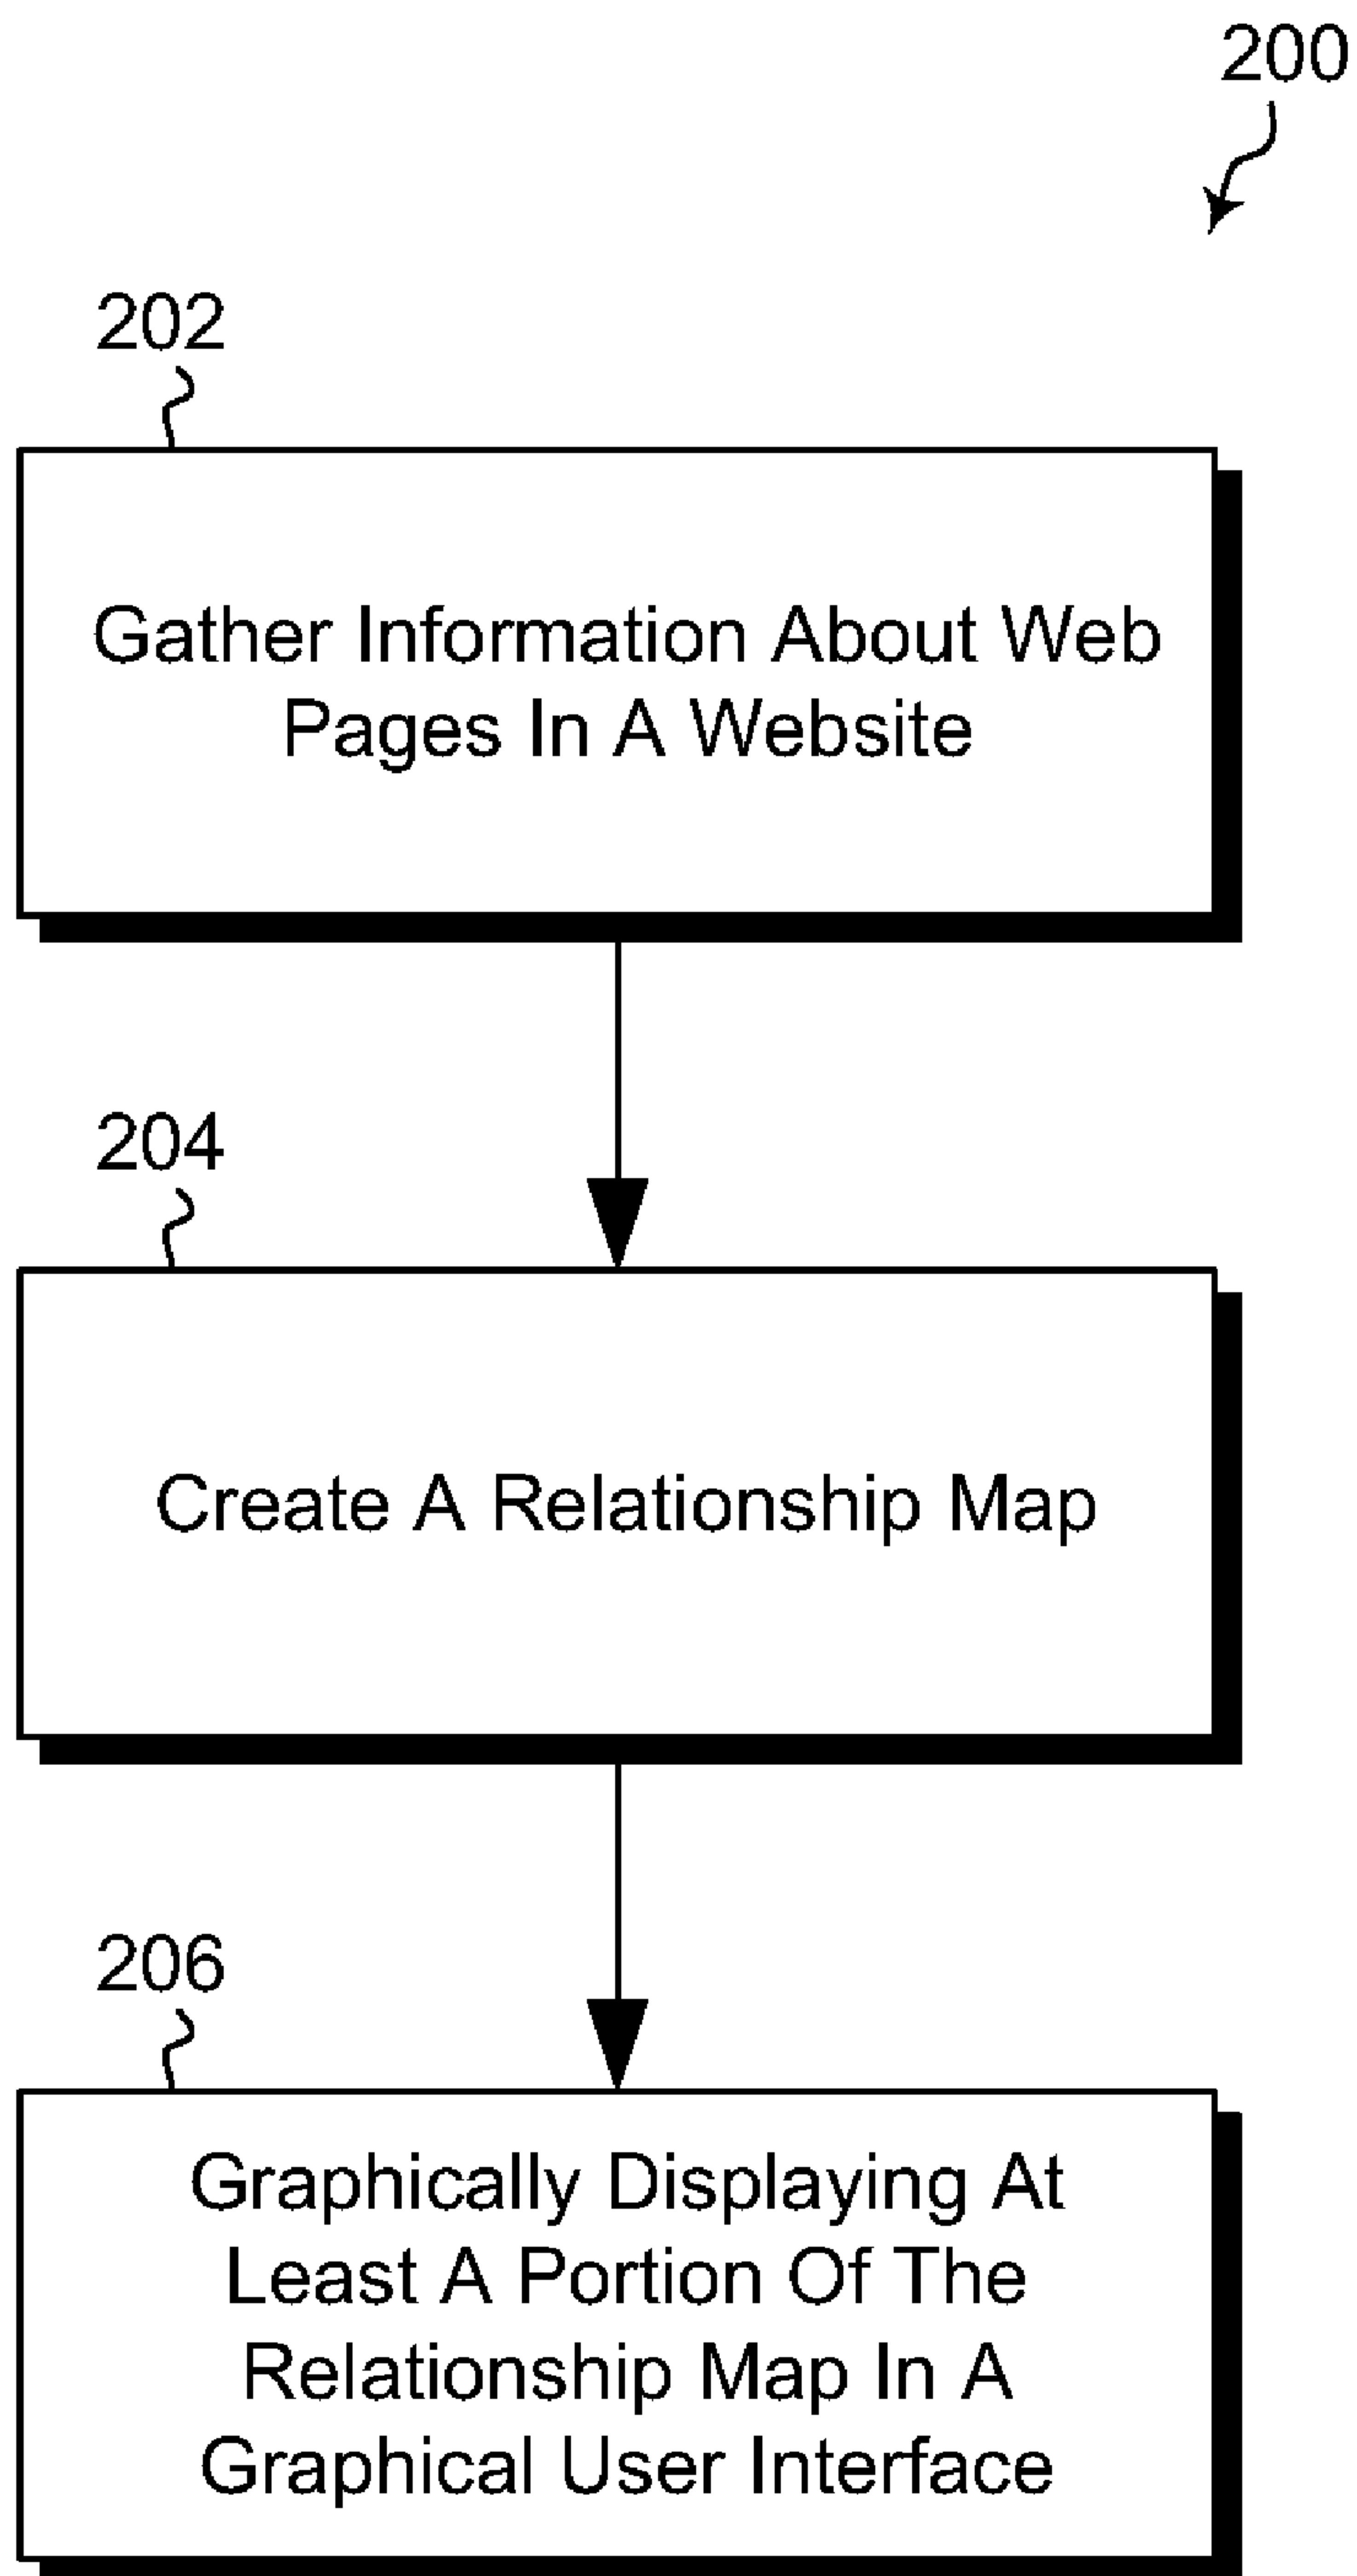 200
202
Gather Information About Web
Pages In A Website
204
Create A Relationship Map
206
Graphically Displaying At
Least A Portion Of The
Relationship Map In A
Graphical User Interface